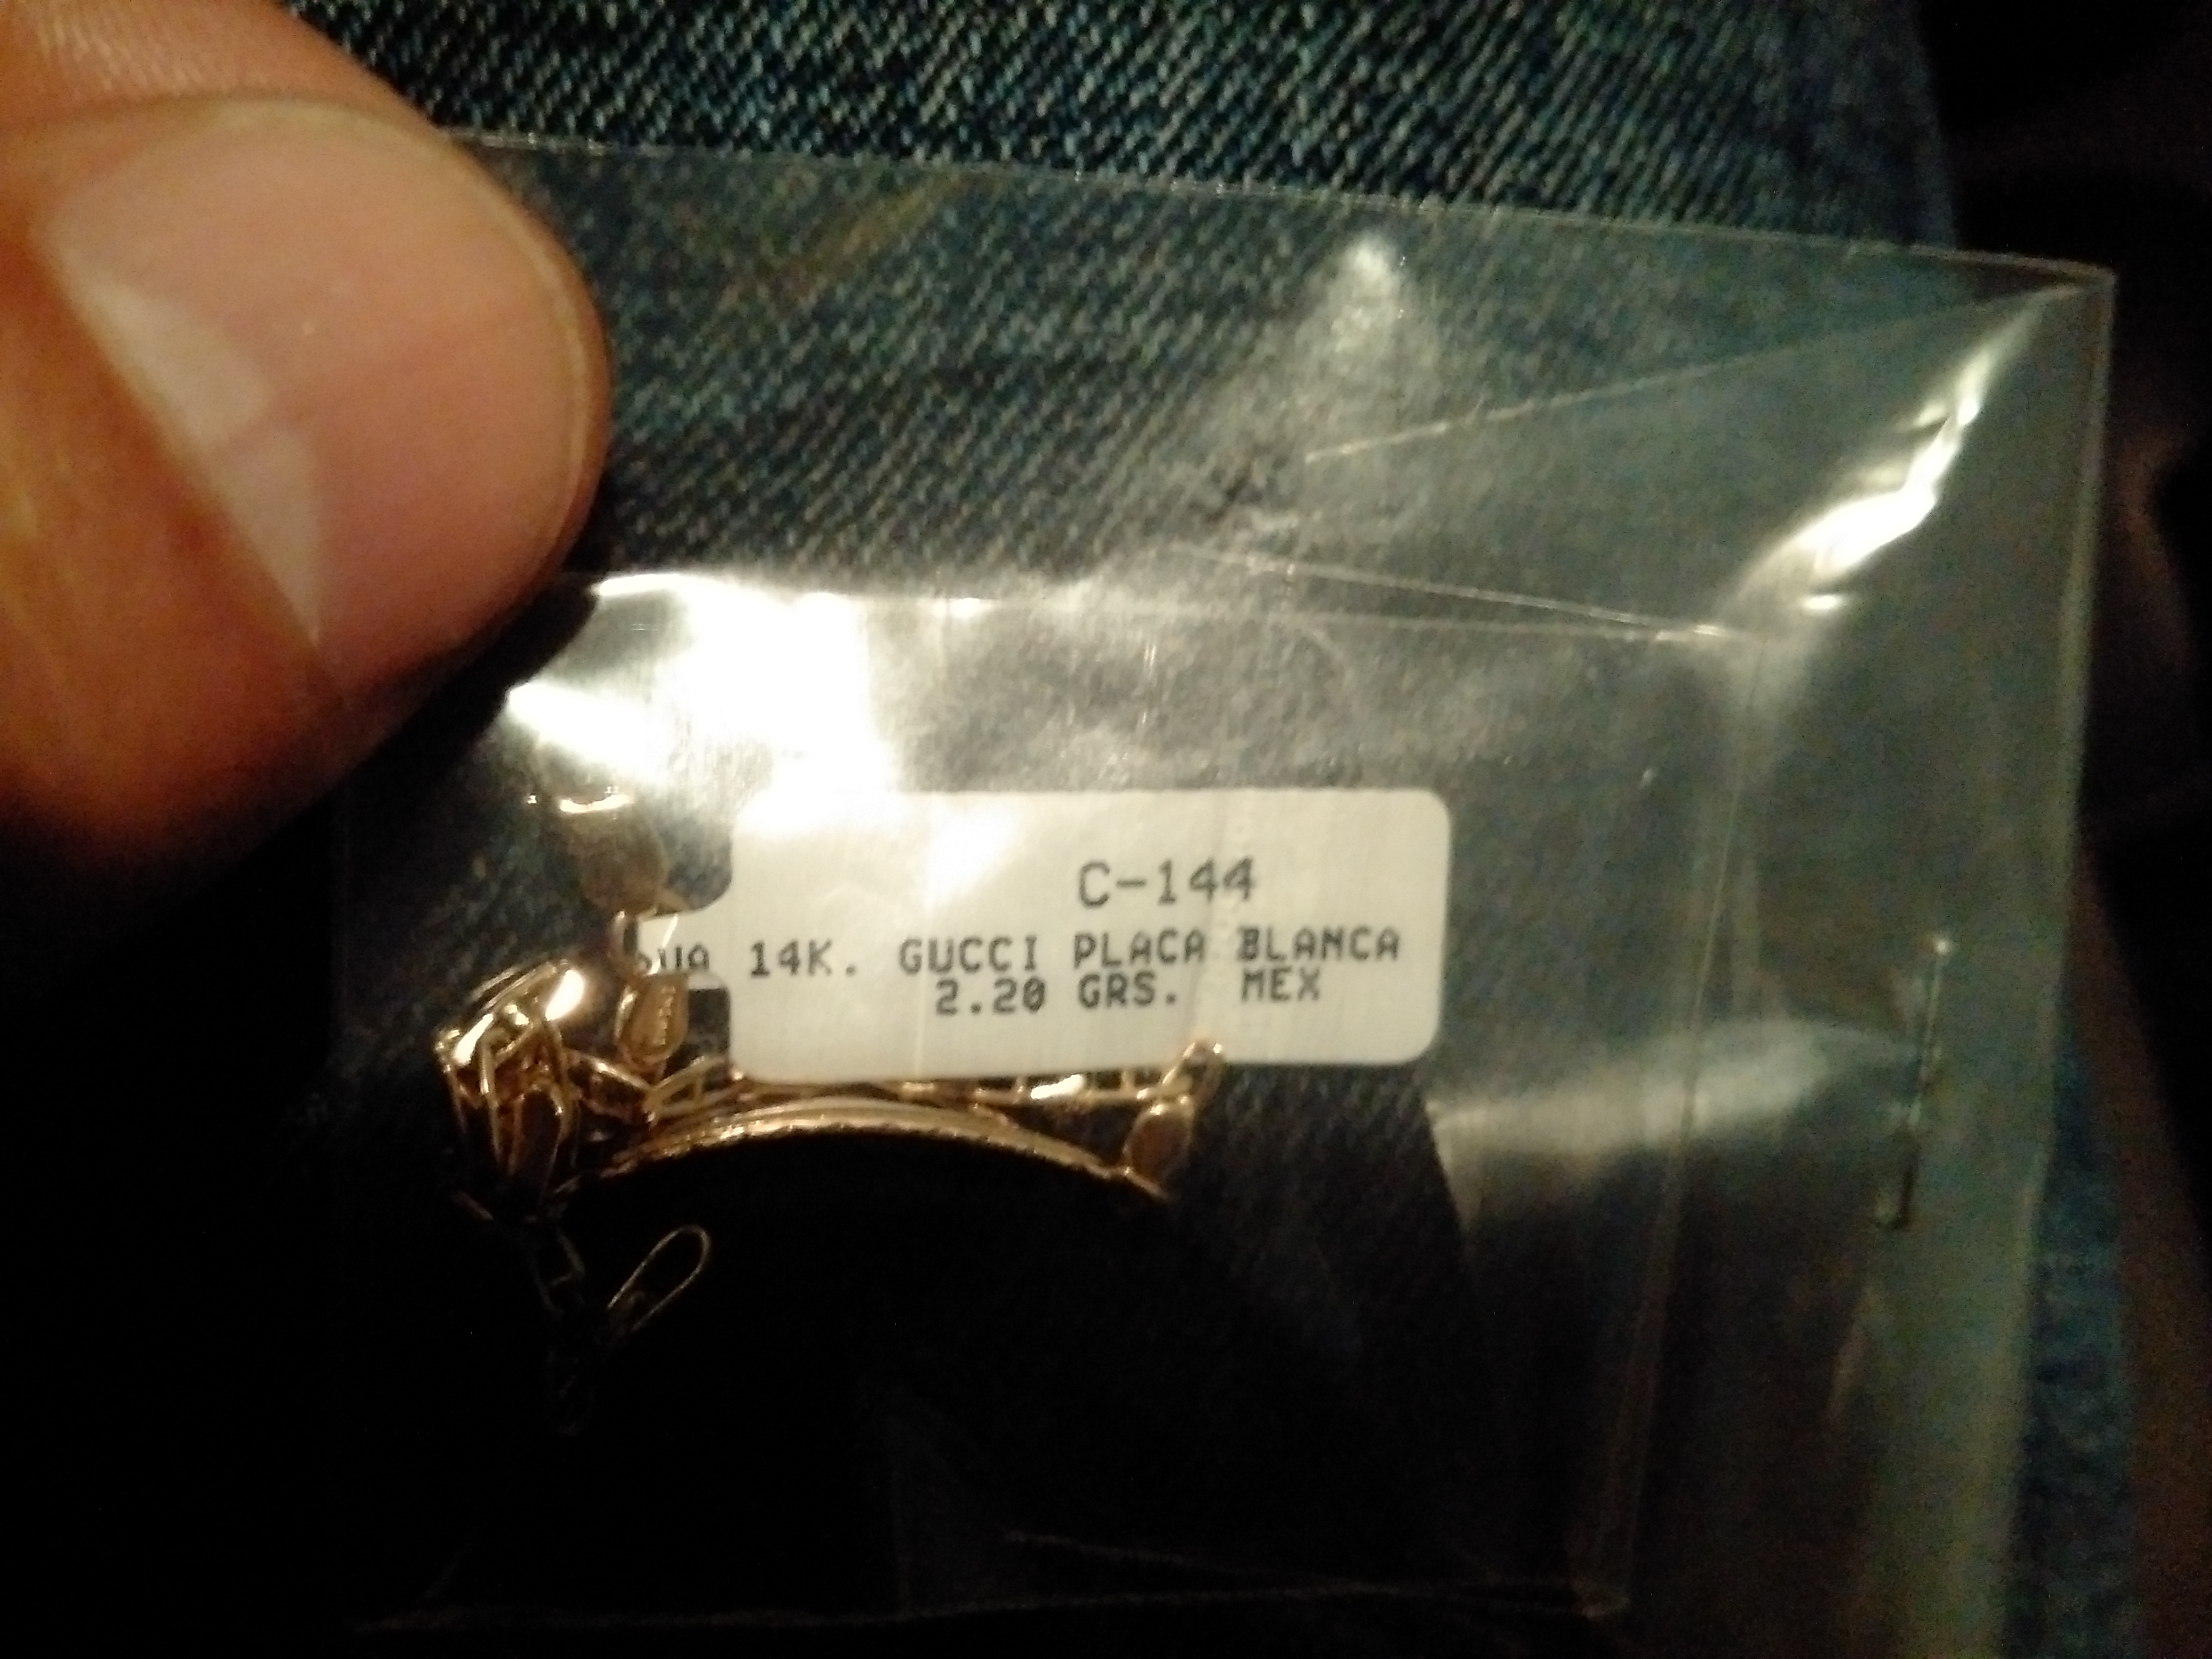 C-144
14K. GUCCI PLACA BLANCA
2.20 GRS. MEX